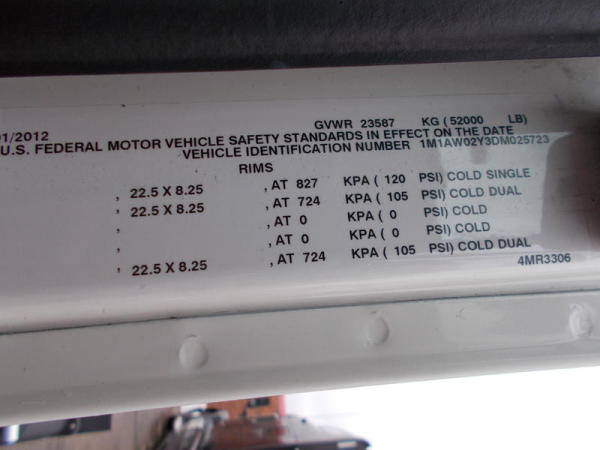 01/2012 GVWR 23587 KG ( 52000 LB)
U.S. FEDERAL MOTOR VEHICLE SAFETY STANDARDS IN EFFECT ON THE DATE
VEHICLE IDENTIFICATION NUMBER 1M1AW02Y3DM025723
RIMS
, 22.5 X 8.25 , AT 827 KPA ( 120 PSI) COLD SINGLE
, 22.5 X 8.25 , AT 724 KPA ( 105 PSI) COLD DUAL
, , AT 0 KPA ( 0 PSI) COLD
, , AT 0 KPA ( 0 PSI) COLD
, 22.5 X 8.25 , AT 724 KPA ( 105 PSI) COLD DUAL
4MR3306